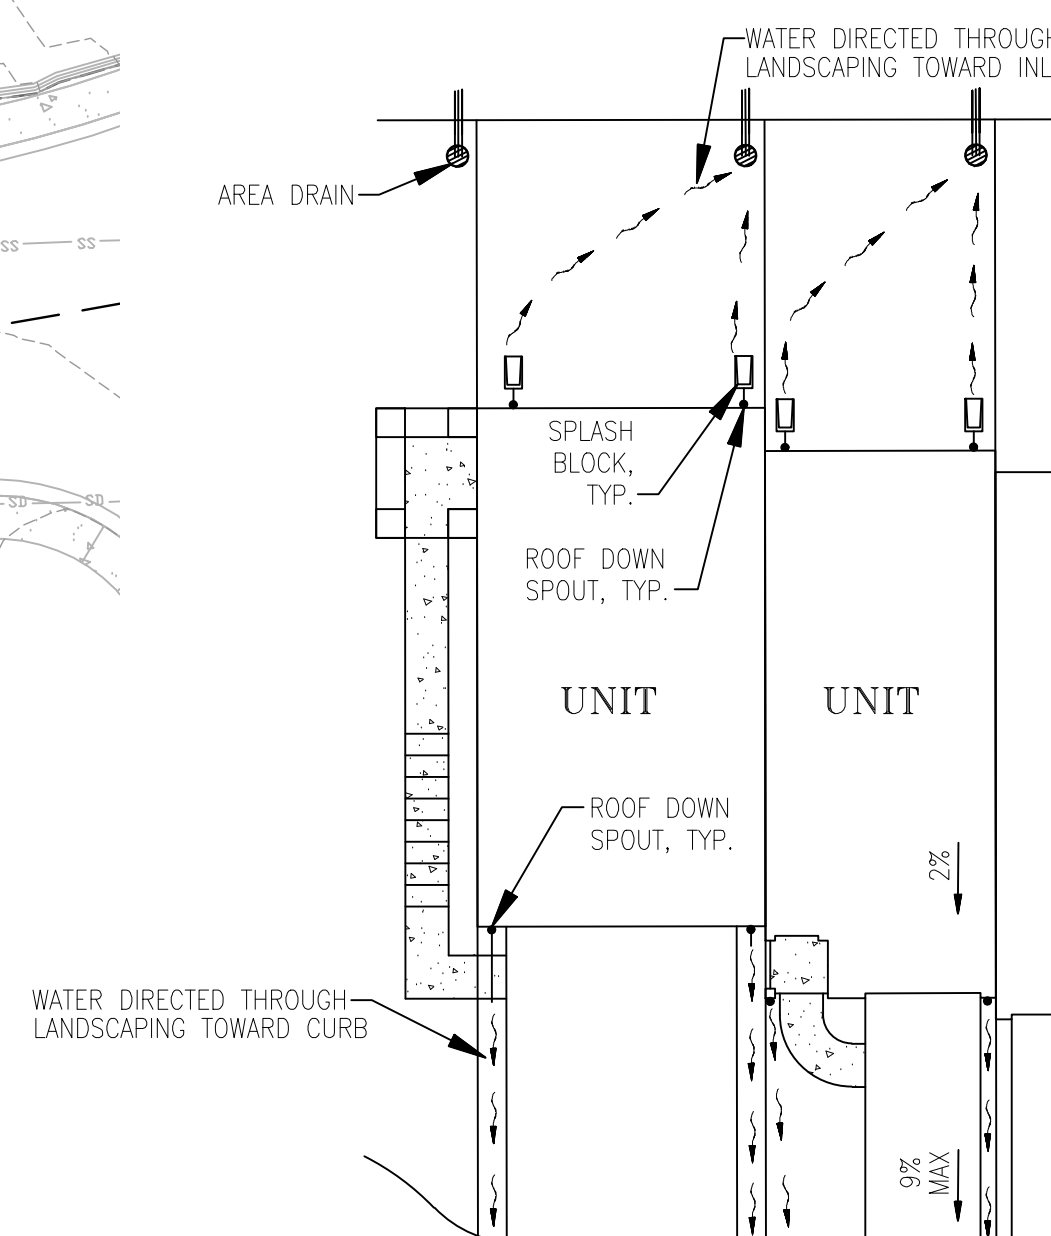 WATER DIRECTED THROUGH
LANDSCAPING TOWARD INL
AREA DRAIN
SS
SS
SPLASH
BLOCK,
TYP.
SD
SD
ROOF DOWN
SPOUT, TYP.
UNIT
UNIT
ROOF DOWN
SPOUT, TYP.
2%
WATER DIRECTED THROUGH
LANDSCAPING TOWARD CURB
9%
MAX